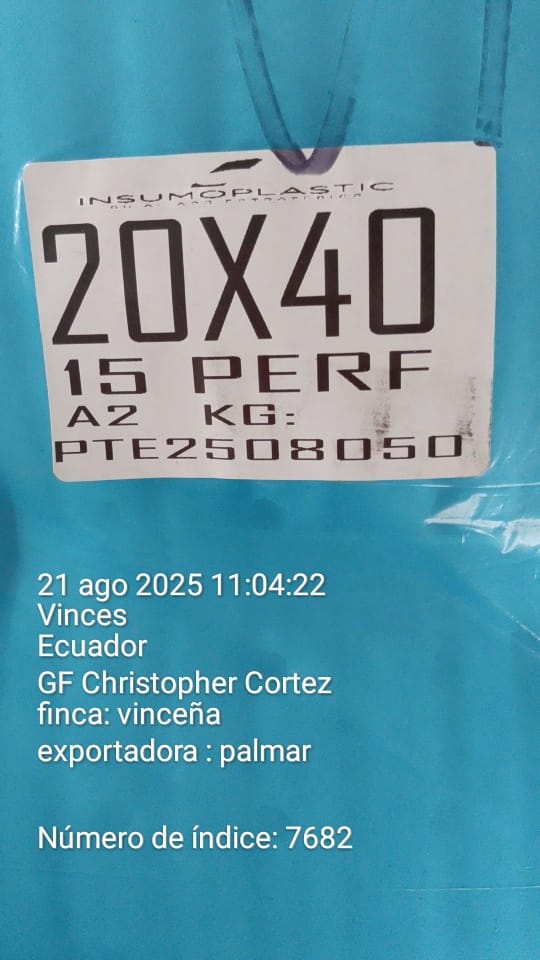 INSUMOPLASTIC
20X40
15 PERF
A2 KG:
PTE2508050
21 ago 2025 11:04:22
Vinces
Ecuador
GF Christopher Cortez
finca: vinceña
exportadora : palmar
Número de índice: 7682